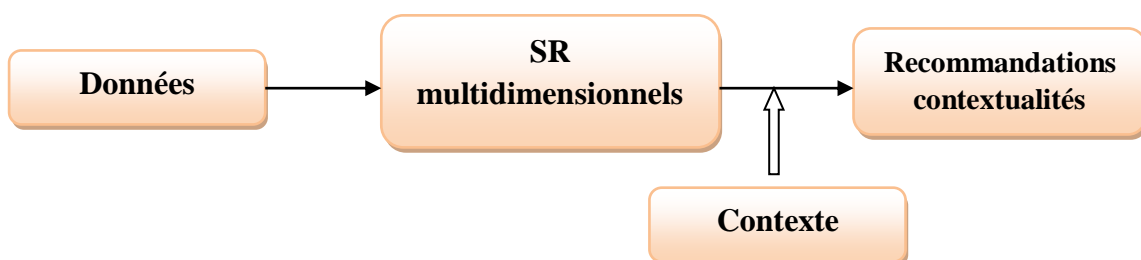 Données
SR
multidimensionnels
Recommandations
contextualités
Contexte